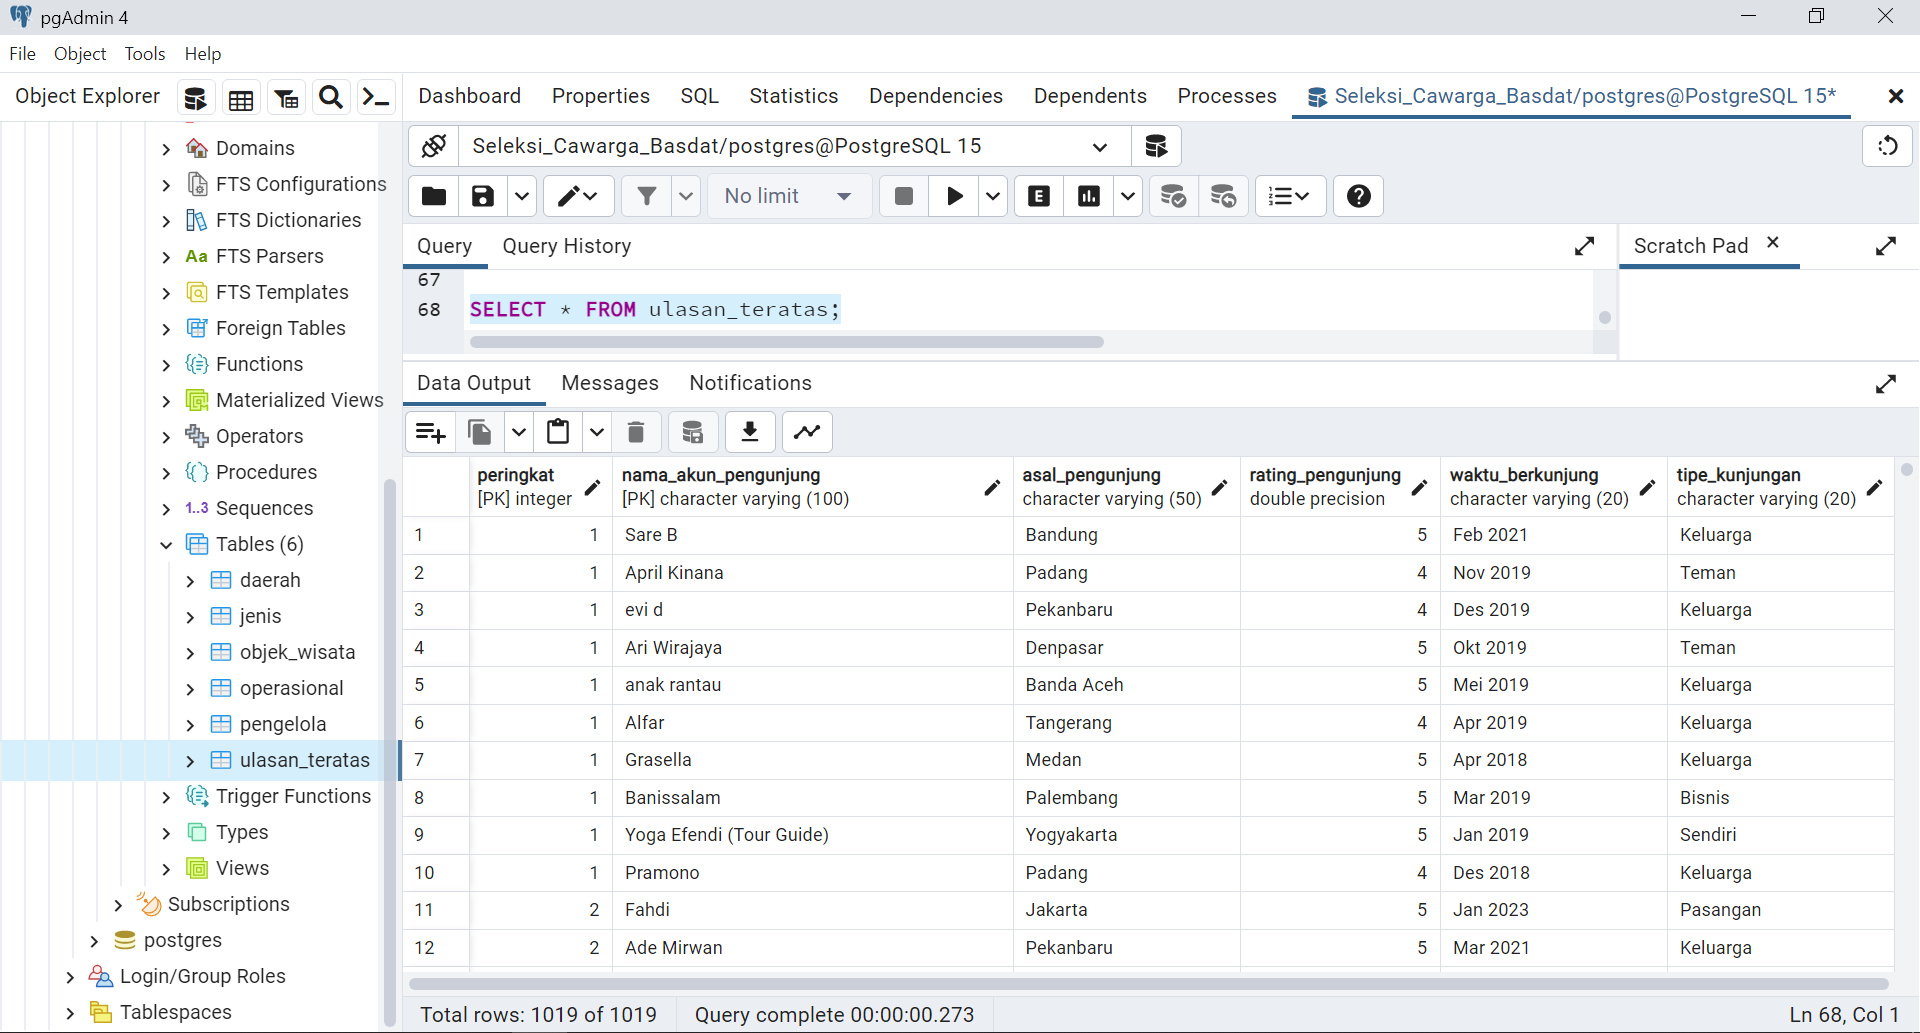 pgAdmin 4
File Object Tools Help
Object Explorer
Dashboard Properties SQL Statistics Dependencies Dependents Processes Seleksi_Cawarga_Basdat/postgres@PostgreSQL 15*
Domains
FTS Configurations
FTS Dictionaries
Aa FTS Parsers
FTS Templates
Foreign Tables
Functions
Materialized Views
Operators
Procedures
1..3 Sequences
Tables (6)
daerah
jenis
objek_wisata
operasional
pengelola
ulasan_teratas
Trigger Functions
Types
Views
Subscriptions
postgres
Login/Group Roles
Tablespaces
Seleksi_Cawarga_Basdat/postgres@PostgreSQL 15
No limit
E
Query Query History
Scratch Pad
67
68 SELECT * FROM ulasan_teratas;
Data Output Messages Notifications
peringkat nama_akun_pengunjung asal_pengunjung rating_pengunjung waktu_berkunjung tipe_kunjungan
[PK] integer [PK] character varying (100) character varying (50) double precision character varying (20) character varying (20)
1 1 Sare B Bandung 5 Feb 2021 Keluarga
2 1 April Kinana Padang 4 Nov 2019 Teman
3 1 evi d Pekanbaru 4 Des 2019 Keluarga
4 1 Ari Wirajaya Denpasar 5 Okt 2019 Teman
5 1 anak rantau Banda Aceh 5 Mei 2019 Keluarga
6 1 Alfar Tangerang 4 Apr 2019 Keluarga
7 1 Grasella Medan 5 Apr 2018 Keluarga
8 1 Banissalam Palembang 5 Mar 2019 Bisnis
9 1 Yoga Efendi (Tour Guide) Yogyakarta 5 Jan 2019 Sendiri
10 1 Pramono Padang 4 Des 2018 Keluarga
11 2 Fahdi Jakarta 5 Jan 2023 Pasangan
12 2 Ade Mirwan Pekanbaru 5 Mar 2021 Keluarga
Total rows: 1019 of 1019 Query complete 00:00:00.273 Ln 68, Col 1